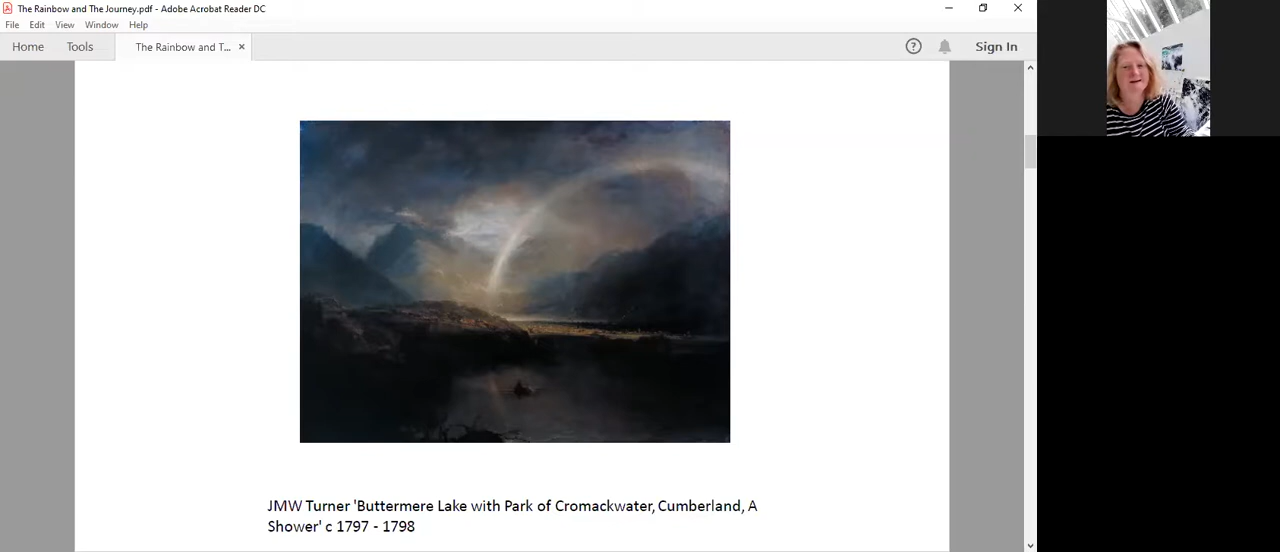 The Rainbow and The Journey.pdf - Adobe Acrobat Reader DC
File Edit View Window Help
Home Tools The Rainbow and T... Sign In
JMW Turner 'Buttermere Lake with Park of Cromackwater, Cumberland, A
Shower' c 1797 - 1798